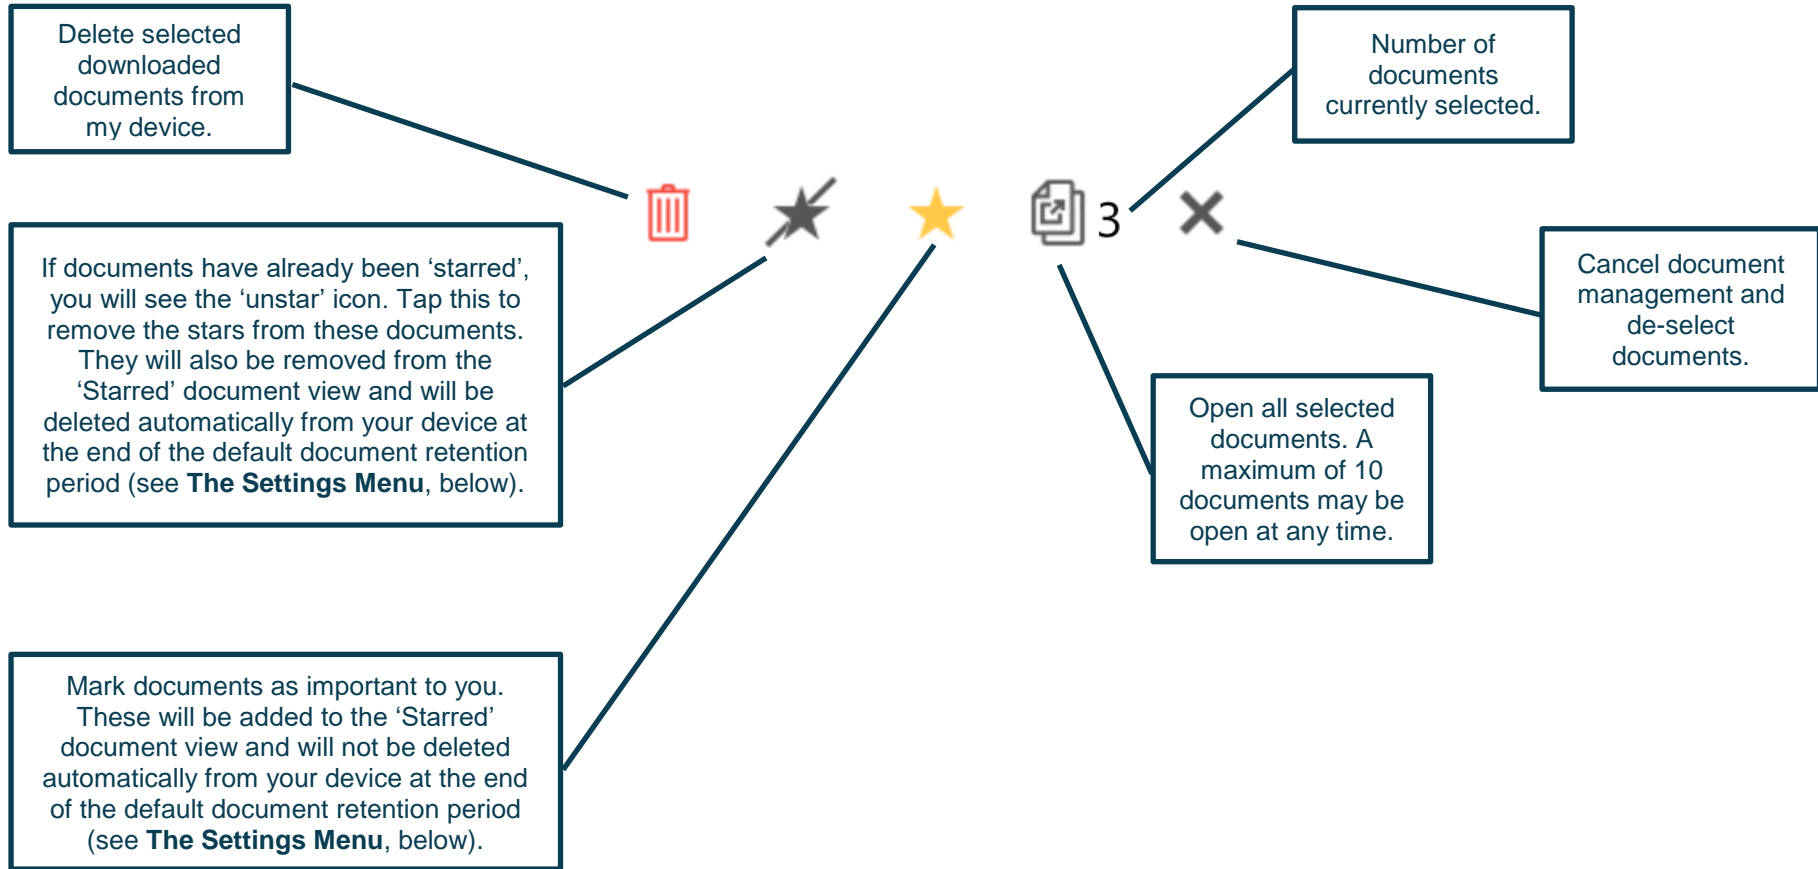 Delete selected
downloaded
documents from
my device.
Number of
documents
currently selected.
3
If documents have already been ‘starred’,
you will see the ‘unstar’ icon. Tap this to
remove the stars from these documents.
They will also be removed from the
‘Starred’ document view and will be
deleted automatically from your device at
the end of the default document retention
period (see The Settings Menu, below).
Cancel document
management and
de-select
documents.
Open all selected
documents. A
maximum of 10
documents may be
open at any time.
Mark documents as important to you.
These will be added to the ‘Starred’
document view and will not be deleted
automatically from your device at the end
of the default document retention period
(see The Settings Menu, below).